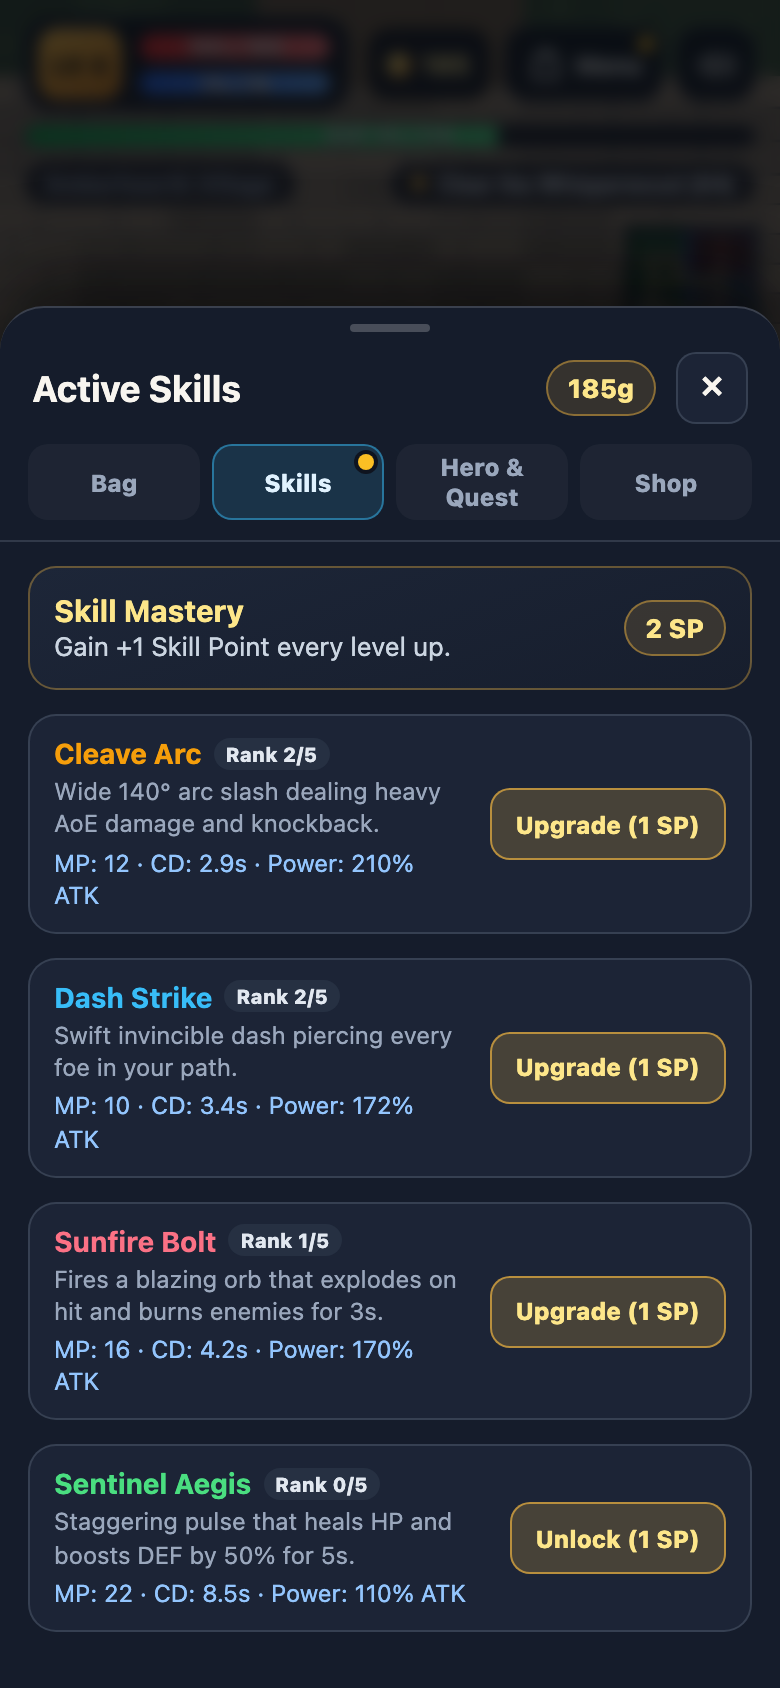 Active Skills
185g
×
Bag
Skills
Hero &
Quest
Shop
Skill Mastery
Gain +1 Skill Point every level up.
2 SP
Cleave Arc
Rank 2/5
Wide 140° arc slash dealing heavy
AoE damage and knockback.
MP: 12 · CD: 2.9s · Power: 210%
ATK
Upgrade (1 SP)
Dash Strike
Rank 2/5
Swift invincible dash piercing every
foe in your path.
MP: 10 · CD: 3.4s · Power: 172%
ATK
Upgrade (1 SP)
Sunfire Bolt
Rank 1/5
Fires a blazing orb that explodes on
hit and burns enemies for 3s.
MP: 16 · CD: 4.2s · Power: 170%
ATK
Upgrade (1 SP)
Sentinel Aegis
Rank 0/5
Staggering pulse that heals HP and
boosts DEF by 50% for 5s.
MP: 22 · CD: 8.5s · Power: 110% ATK
Unlock (1 SP)